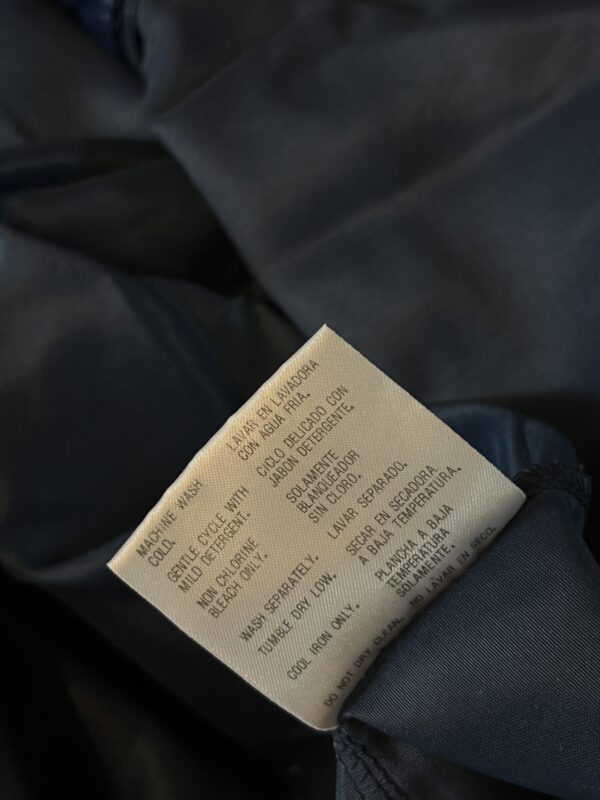 MACHINE WASH
COLD.
GENTLE CYCLE WITH
MILD DETERGENT.
NON CHLORINE
BLEACH ONLY.
WASH SEPARATELY.
TUMBLE DRY LOW.
COOL IRON ONLY.
LAVAR EN LAVADORA
CON AGUA FRIA.
CICLO DELICADO CON
JABON DETERGENTE.
SOLAMENTE
BLANQUEADOR
SIN CLORO.
LAVAR SEPARADO.
SECAR EN SECADORA
A BAJA TEMPERATURA.
PLANCHA A BAJA
TEMPERATURA
SOLAMENTE.
DO NOT DRY CLEAN. NO LAVAR EN SECO.